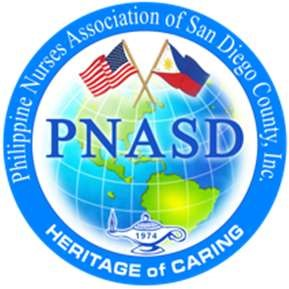 Philippine Nurses Association of San Diego County, Inc.
PNASD
1974
HERITAGE of CARING